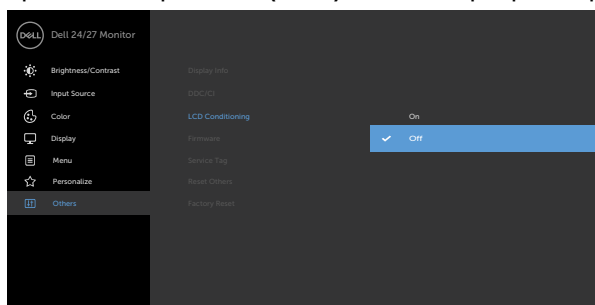 DELL Dell 24/27 Monitor
Brightness/Contrast Display Info
Input Source DDC/CI
Color LCD Conditioning On
Display Firmware Off
Menu Service Tag
Personalize Reset Others
Others Factory Reset